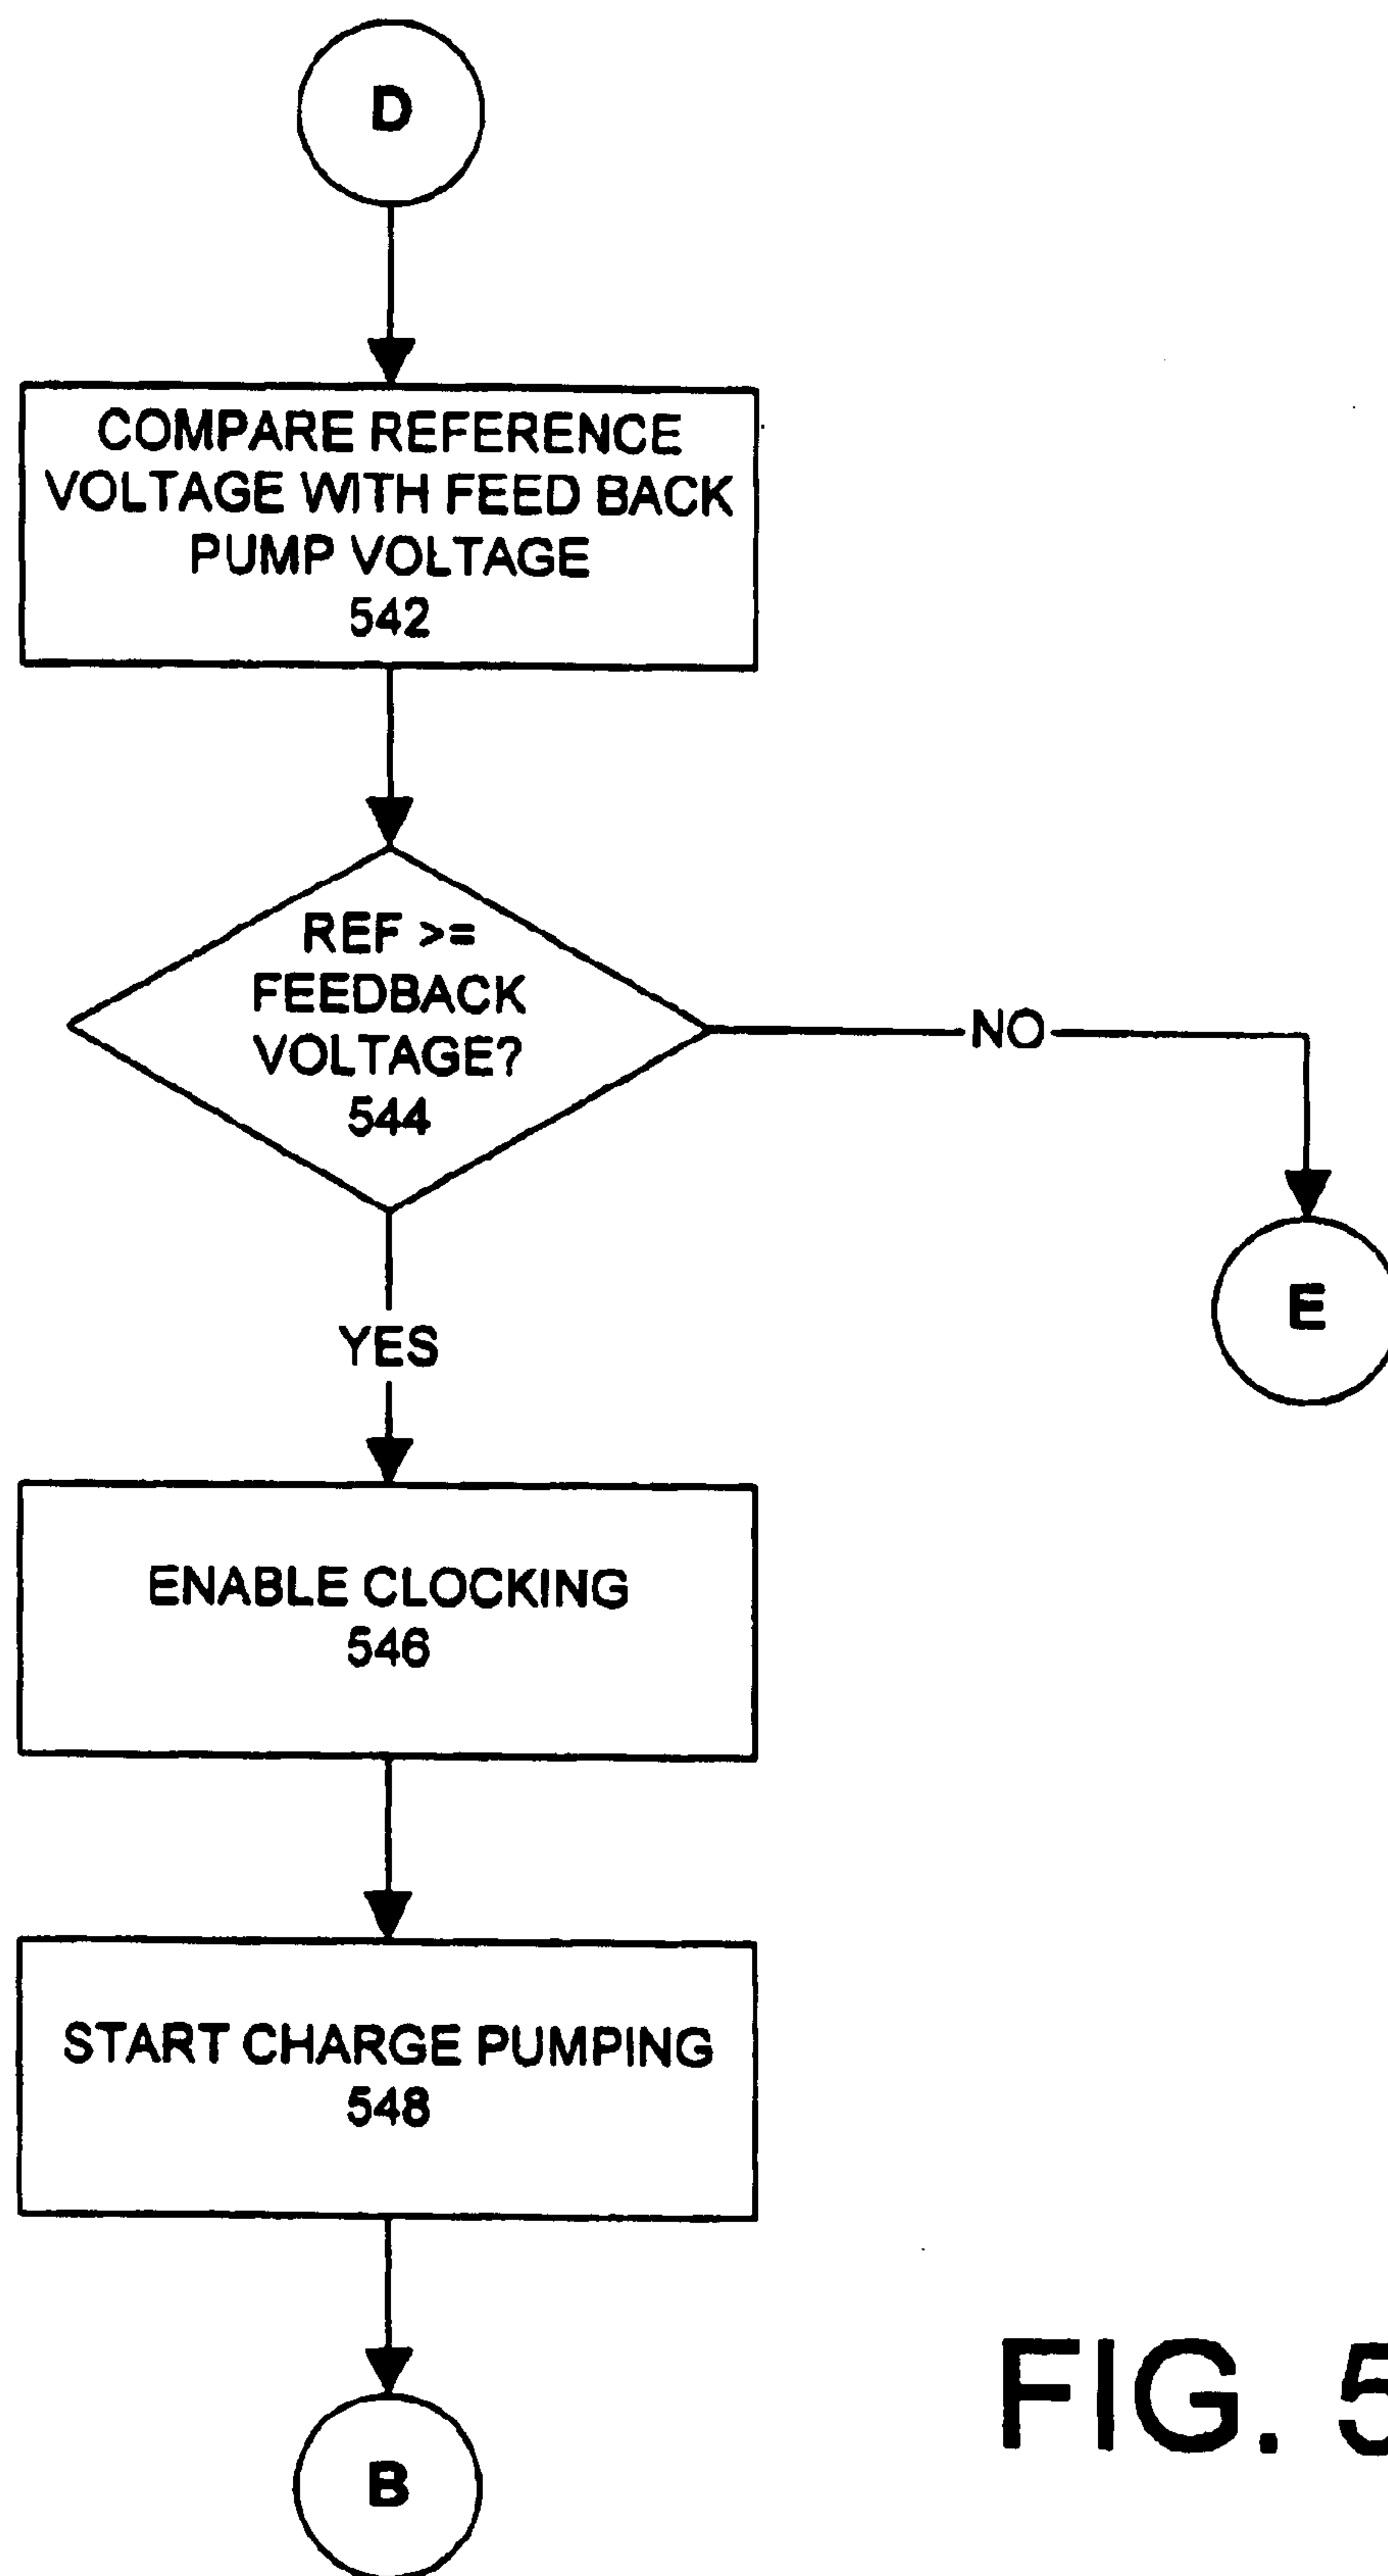 D
COMPARE REFERENCE
VOLTAGE WITH FEED BACK
PUMP VOLTAGE
542
REF >=
FEEDBACK
VOLTAGE?
544
NO
E
YES
ENABLE CLOCKING
546
START CHARGE PUMPING
548
B
FIG. 5